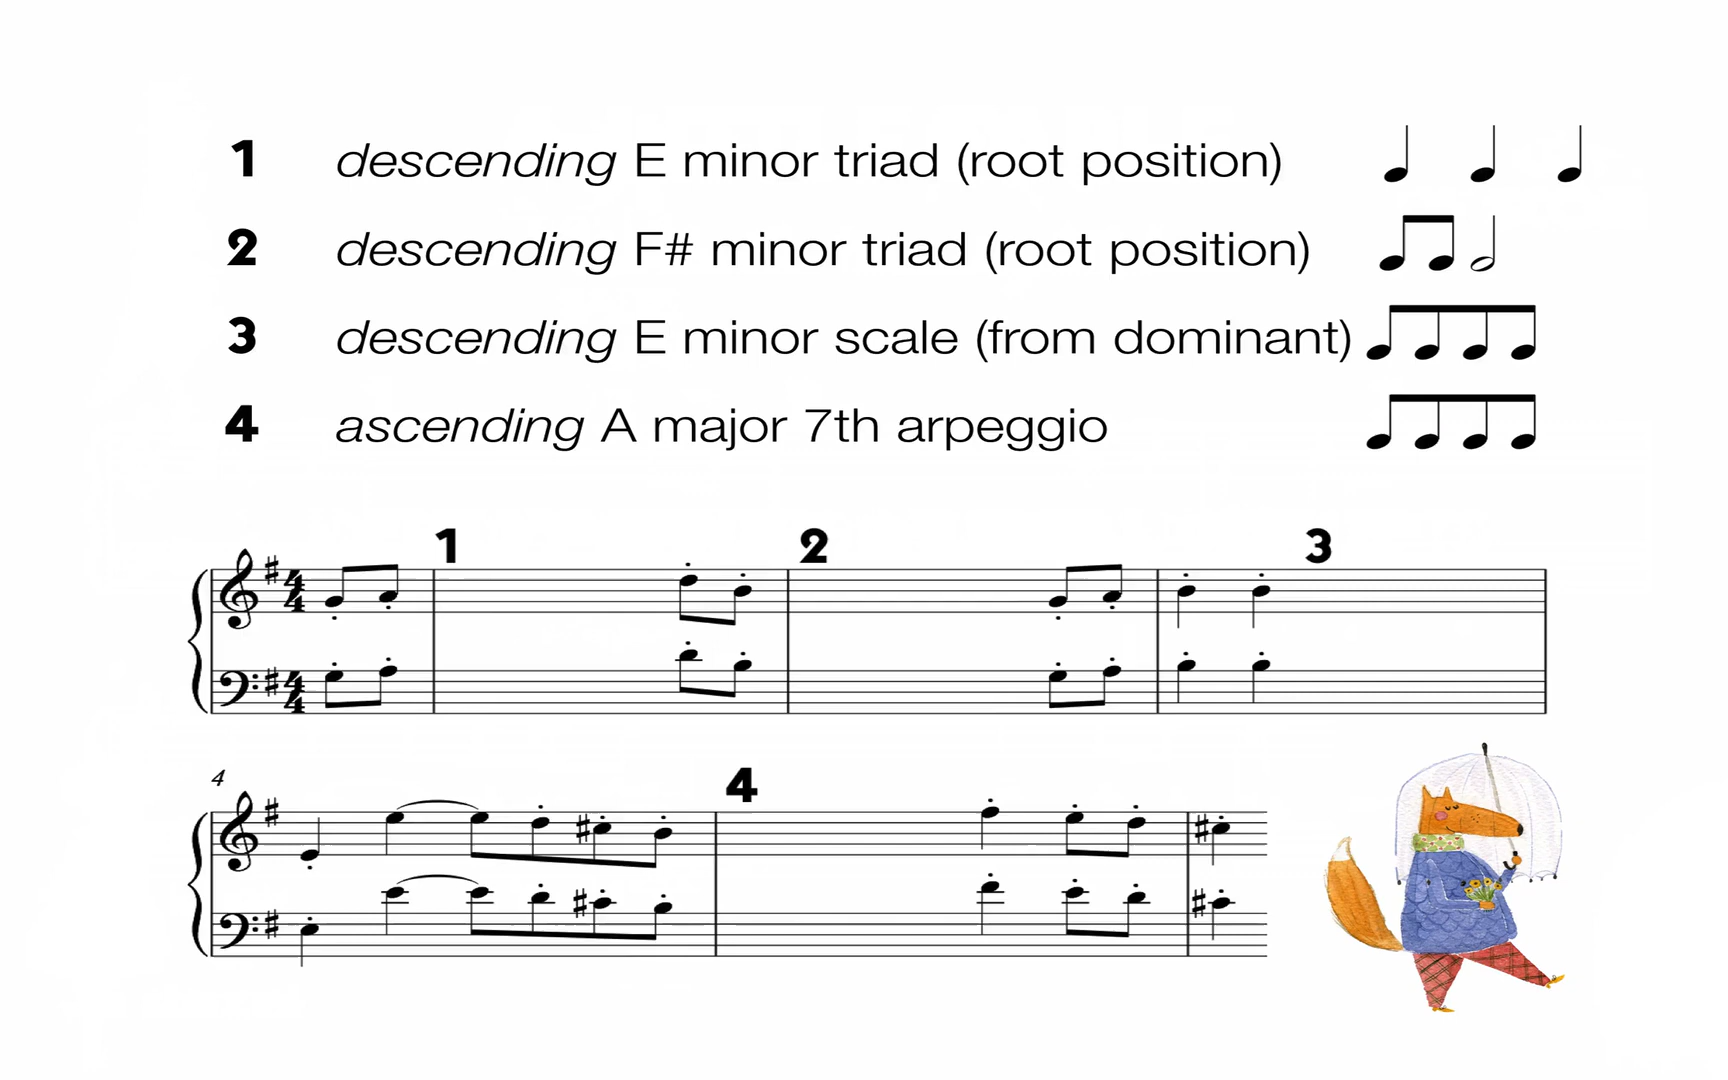 1 descending E minor triad (root position)
2 descending F# minor triad (root position)
3 descending E minor scale (from dominant)
4 ascending A major 7th arpeggio
1 2 3
4
4